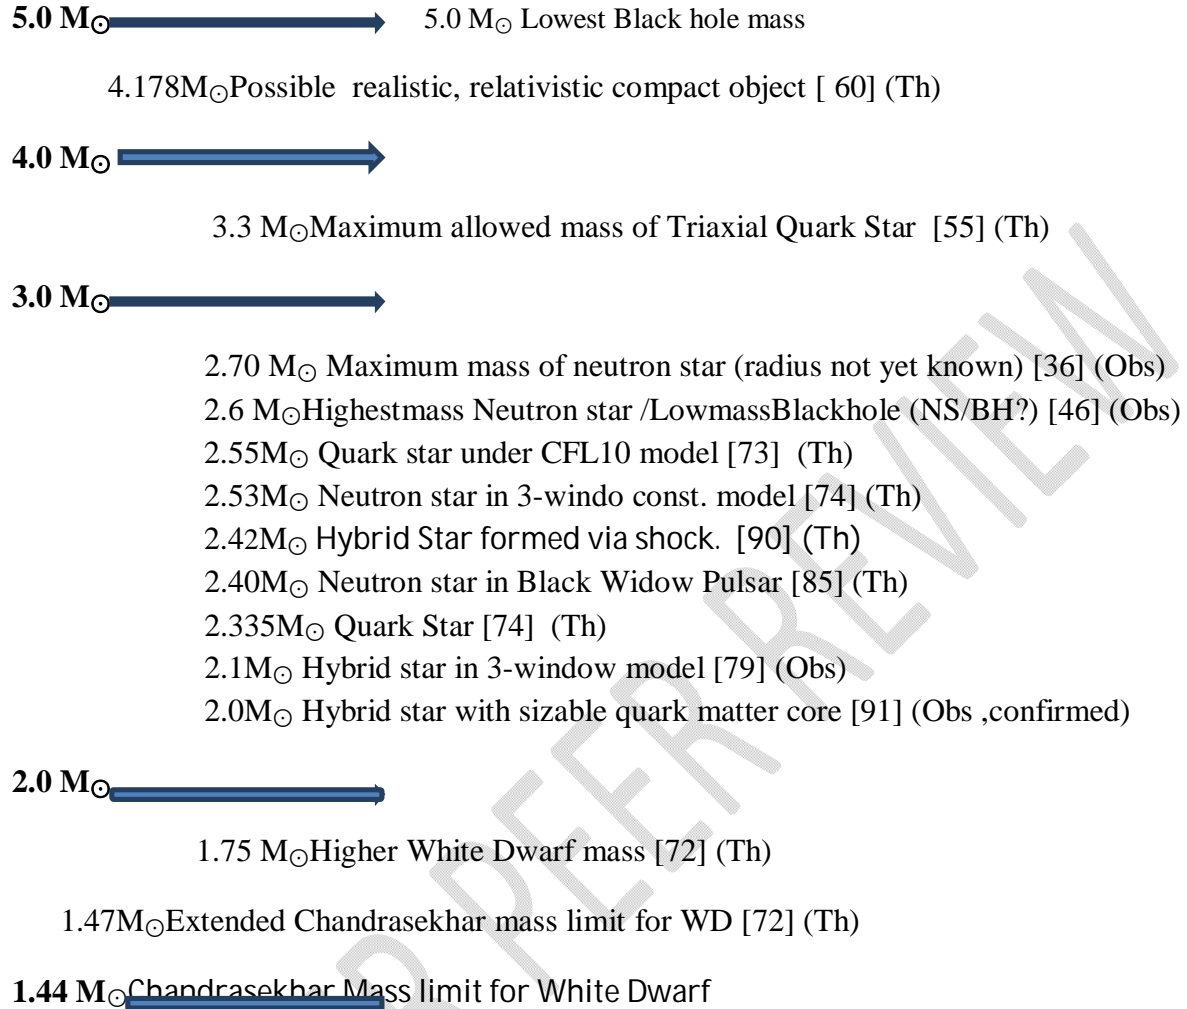 5.0 M☉ 5.0 M☉ Lowest Black hole mass
4.178M☉Possible realistic, relativistic compact object [ 60] (Th)
4.0 M☉
3.3 M☉Maximum allowed mass of Triaxial Quark Star [55] (Th)
3.0 M☉
2.70 M☉ Maximum mass of neutron star (radius not yet known) [36] (Obs)
2.6 M☉Highestmass Neutron star /LowmassBlackhole (NS/BH?) [46] (Obs)
2.55M☉ Quark star under CFL10 model [73] (Th)
2.53M☉ Neutron star in 3-windo const. model [74] (Th)
2.42M☉ Hybrid Star formed via shock. [90] (Th)
2.40M☉ Neutron star in Black Widow Pulsar [85] (Th)
2.335M☉ Quark Star [74] (Th)
2.1M☉ Hybrid star in 3-window model [79] (Obs)
2.0M☉ Hybrid star with sizable quark matter core [91] (Obs ,confirmed)
2.0 M☉
1.75 M☉Higher White Dwarf mass [72] (Th)
1.47M☉Extended Chandrasekhar mass limit for WD [72] (Th)
1.44 M☉Chandrasekhar Mass limit for White Dwarf
R PEER REVIEW